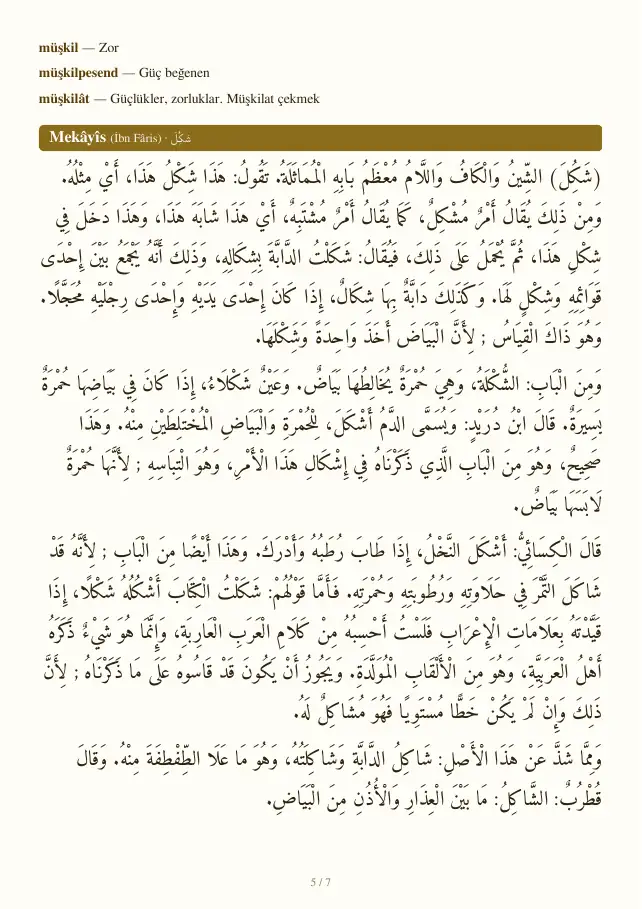 müşkil — Zor
müşkilpesend — Güç beğenen
müşkilât — Güçlükler, zorluklar. Müşkilat çekmek
Mekâyîs (İbn Fâris) · شَكْلَ
(شَكُلَ) الشِّينُ وَالْكَافُ وَاللَّامُ مُعْظَمُ بَابِهِ الْمُمَاثَلَةُ. تَقُولُ: هَذَا شَكْلُ هَذَا، أَيْ مِثْلُهُ.
وَمِنْ ذَلِكَ يُقَالُ أَمْرٌ مُشْكِلٌ، كَمَا يُقَالُ أَمْرٌ مُشْتَبِهٌ، أَيْ هَذَا شَابَهَ هَذَا، وَهَذَا دَخَلَ فِي
شِكْلِ هَذَا، ثُمَّ يُحْمَلُ عَلَى ذَلِكَ، فَيُقَالُ: شَكَلْتُ الدَّابَّةَ بِشِكَالِهِ، وَذَلِكَ أَنَّهُ يَجْمَعُ بَيْنَ إِحْدَى
قَوَائِمِهِ وَشِكْلٍ لَهَا. وَكَذَلِكَ دَابَّةٌ بِهَا شِكَالٌ، إِذَا كَانَ إِحْدَى يَدَيْهِ وَإِحْدَى رِجْلَيْهِ مُحَجَّلًا.
وَهُوَ ذَاكَ الْقِيَاسُ ; لِأَنَّ الْبَيَاضَ أَخَذَ وَاحِدَةً وَشَكَلَهَا.
وَمِنَ الْبَابِ: الشُّكْلَةُ، وَهِيَ حُمْرَةٌ يُخَالِطُهَا بَيَاضٌ. وَعَيْنٌ شَكْلَاءُ، إِذَا كَانَ فِي بَيَاضِهَا حُمْرَةٌ
يَسِيرَةٌ. قَالَ ابْنُ دُرَيْدٍ: وَيُسَمَّى الدَّمُ أَشْكَلَ، لِلْحُمْرَةِ وَالْبَيَاضِ الْمُخْتَلِطَيْنِ مِنْهُ. وَهَذَا
صَحِيحٌ، وَهُوَ مِنَ الْبَابِ الَّذِي ذَكَرْنَاهُ فِي إِشْكَالِ هَذَا الْأَمْرِ، وَهُوَ الْتِبَاسِهِ ; لِأَنَّهَا حُمْرَةٌ
لَابَسَهَا بَيَاضٌ.
قَالَ الْكِسَائِيُّ: أَشْكَلَ النَّخْلُ، إِذَا طَابَ رُطَبُهُ وَأَدْرَكَ. وَهَذَا أَيْضًا مِنَ الْبَابِ ; لِأَنَّهُ قَدْ
شَاكَلَ التَّمْرَ فِي حَلَاوَتِهِ وَرُطُوبَتِهِ وَحُمْرَتِهِ. فَأَمَّا قَوْلُهُمْ: شَكَلْتُ الْكِتَابَ أَشْكُلُهُ شَكْلًا، إِذَا
قَيَّدْتَهُ بِعَلَامَاتِ الْإِعْرَابِ فَلَسْتُ أَحْسِبُهُ مِنْ كَلَامِ الْعَرَبِ الْعَارِبَةِ، وَإِنَّمَا هُوَ شَيْءٌ ذَكَرَهُ
أَهْلُ الْعَرَبِيَّةِ، وَهُوَ مِنَ الْأَلْقَابِ الْمُوَلَّدَةِ. وَيَجُوزُ أَنْ يَكُونَ قَدْ قَاسُوهُ عَلَى مَا ذَكَرْنَاهُ ; لِأَنَّ
ذَلِكَ وَإِنْ لَمْ يَكُنْ خَطًّا مُسْتَوِيًا فَهُوَ مُشَاكِلٌ لَهُ.
وَمِمَّا شَذَّ عَنْ هَذَا الْأَصْلِ: شَاكِلُ الدَّابَّةِ وَشَاكِلَتُهُ، وَهُوَ مَا عَلَا الطِّفْطِفَةَ مِنْهُ. وَقَالَ
قُطْرُبٌ: الشَّاكِلُ: مَا بَيْنَ الْعِذَارِ وَالْأُذُنِ مِنَ الْبَيَاضِ.
5 / 7